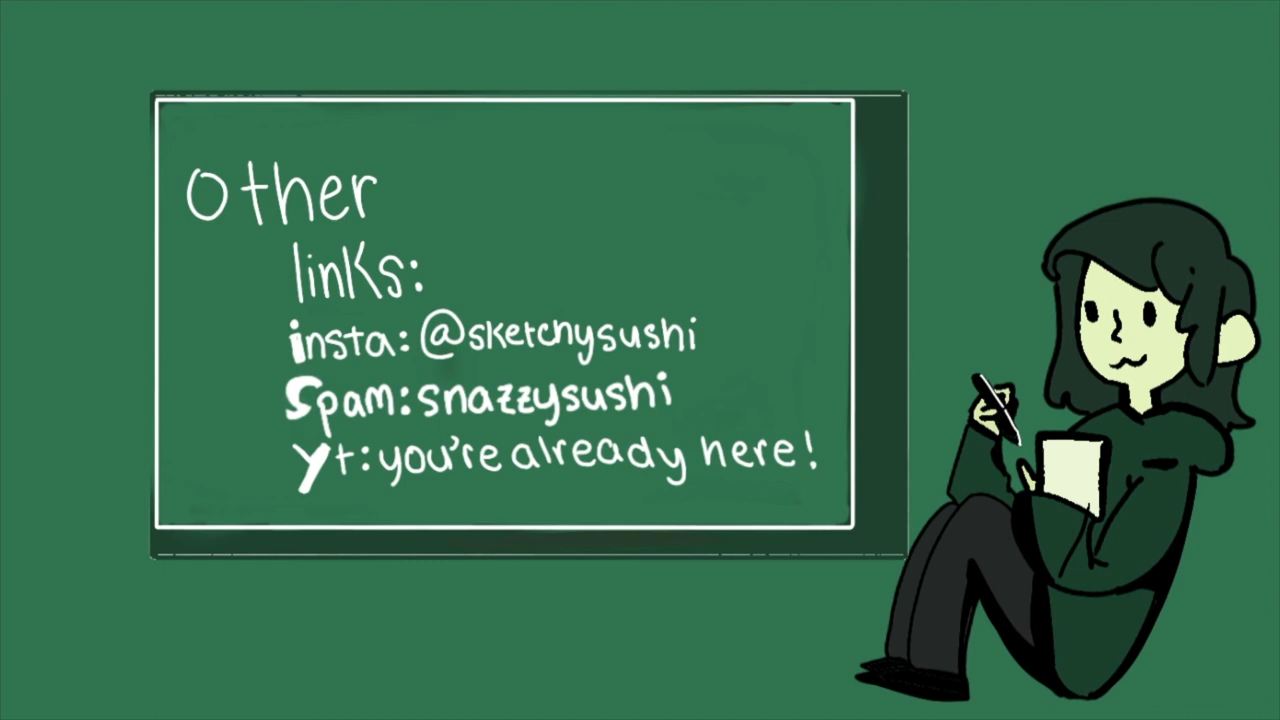 Other
links:
insta: @sketchysushi
Spam: snazzysushi
yt: you're already here!